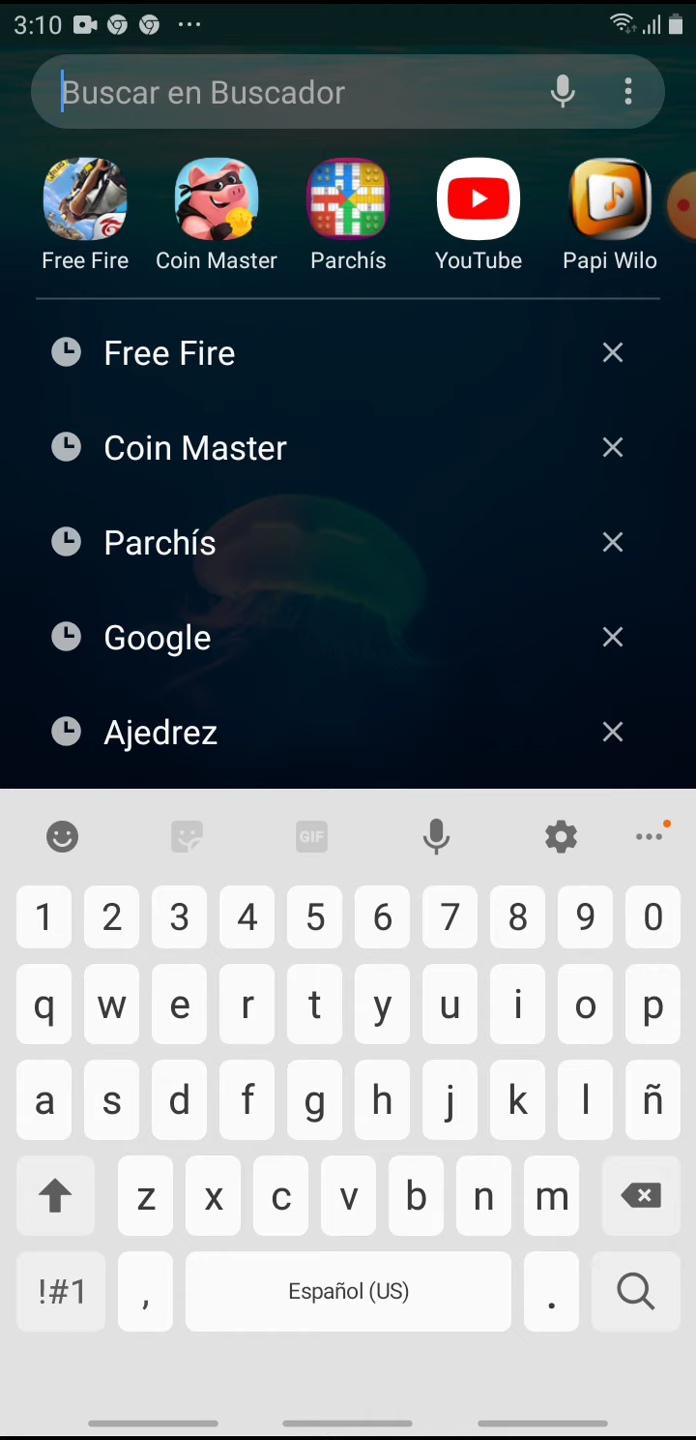 3:10
Buscar en Buscador
Free Fire
Coin Master
Parchís
YouTube
Papi Wilo
Free Fire
Coin Master
Parchís
Google
Ajedrez
GIF
1 2 3 4 5 6 7 8 9 0
q w e r t y u i o p
a s d f g h j k l ñ
z x c v b n m
!#1 , Español (US) .